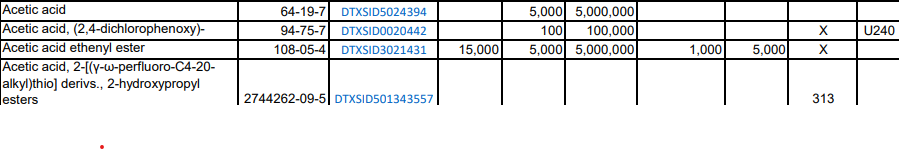 Acetic acid 64-19-7 DTXSID5024394 5,000 5,000,000
Acetic acid, (2,4-dichlorophenoxy)- 94-75-7 DTXSID0020442 100 100,000 X U240
Acetic acid ethenyl ester 108-05-4 DTXSID3021431 15,000 5,000 5,000,000 1,000 5,000 X
Acetic acid, 2-[(γ-ω-perfluoro-C4-20-
alkyl)thio] derivs., 2-hydroxypropyl
esters 2744262-09-5 DTXSID501343557 313